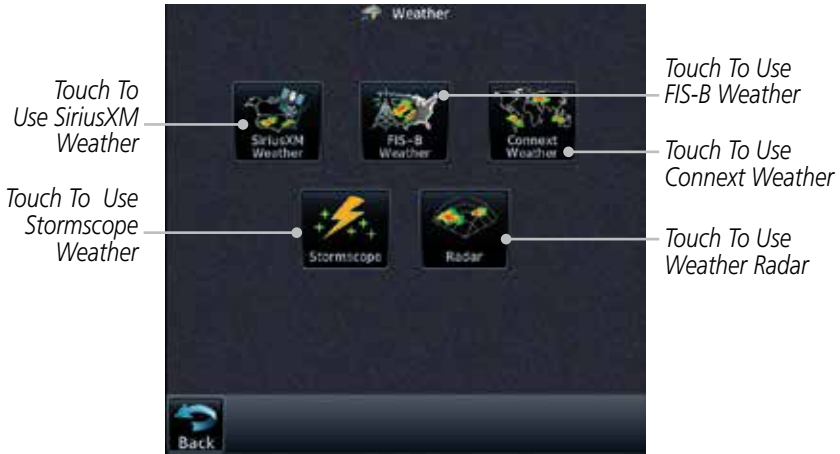 Weather
Touch To
Use SiriusXM
Weather
Touch To Use
Stormscope
Weather
SiriusXM
Weather
FIS-B
Weather
Connext
Weather
Stormscope
Radar
Touch To Use
FIS-B Weather
Touch To Use
Connext Weather
Touch To Use
Weather Radar
Back